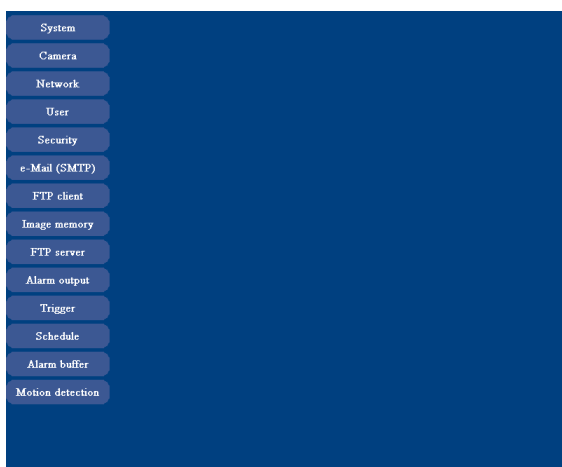 System
Camera
Network
User
Security
e-Mail (SMTP)
FTP client
Image memory
FTP server
Alarm output
Trigger
Schedule
Alarm buffer
Motion detection